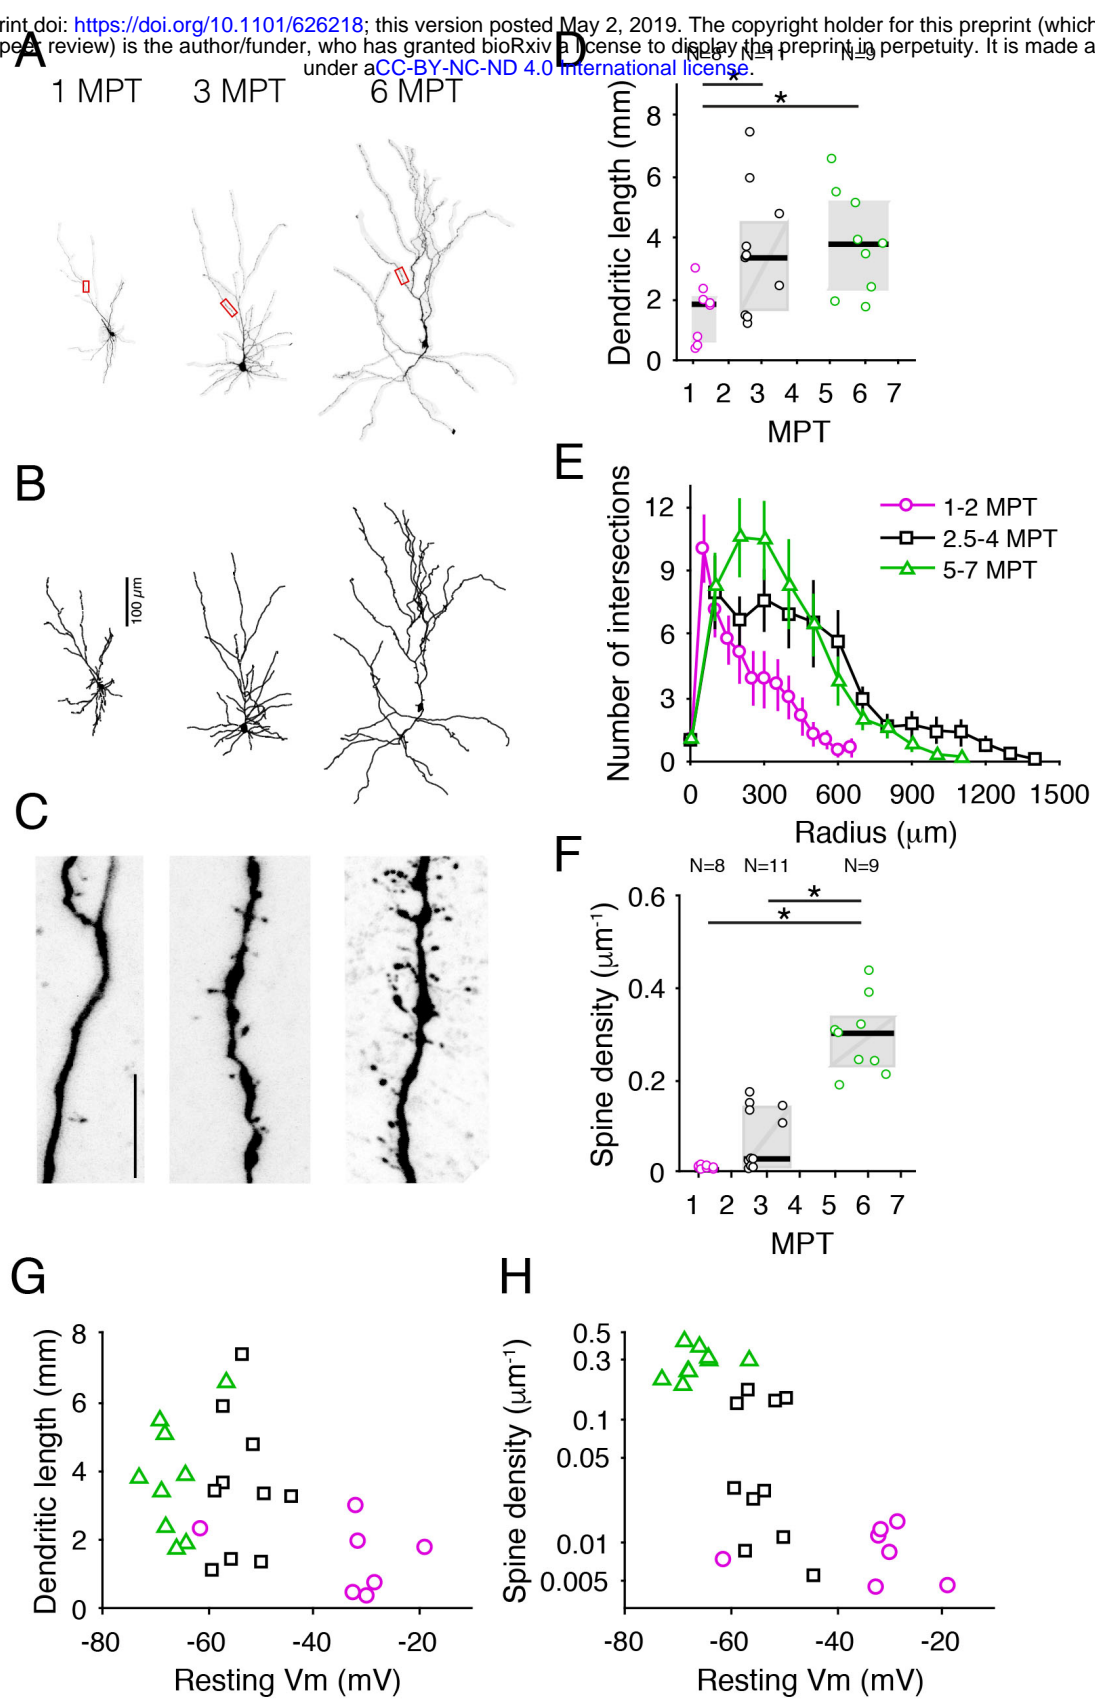 rint doi: https://doi.org/10.1101/626218; this version posted May 2, 2019. The copyright holder for this preprint (which
peer review) is the author/funder, who has granted bioRxiv a license to display the preprint in perpetuity. It is made a
under aCC-BY-NC-ND 4.0 International license.
A
1 MPT 3 MPT 6 MPT
B
100 µm
C
D
N=8 N=11 N=9
*
*
Dendritic length (mm)
8
6
4
2
0
1 2 3 4 5 6 7
MPT
E
Number of intersections
12
9
6
3
0
1-2 MPT
2.5-4 MPT
5-7 MPT
0 300 600 900 1200 1500
Radius (µm)
F
N=8 N=11 N=9
*
*
Spine density (µm-1)
0.6
0.4
0.2
0
1 2 3 4 5 6 7
MPT
G
Dendritic length (mm)
8
6
4
2
0
-80 -60 -40 -20
Resting Vm (mV)
H
Spine density (µm-1)
0.5
0.3
0.1
0.05
0.01
0.005
-80 -60 -40 -20
Resting Vm (mV)